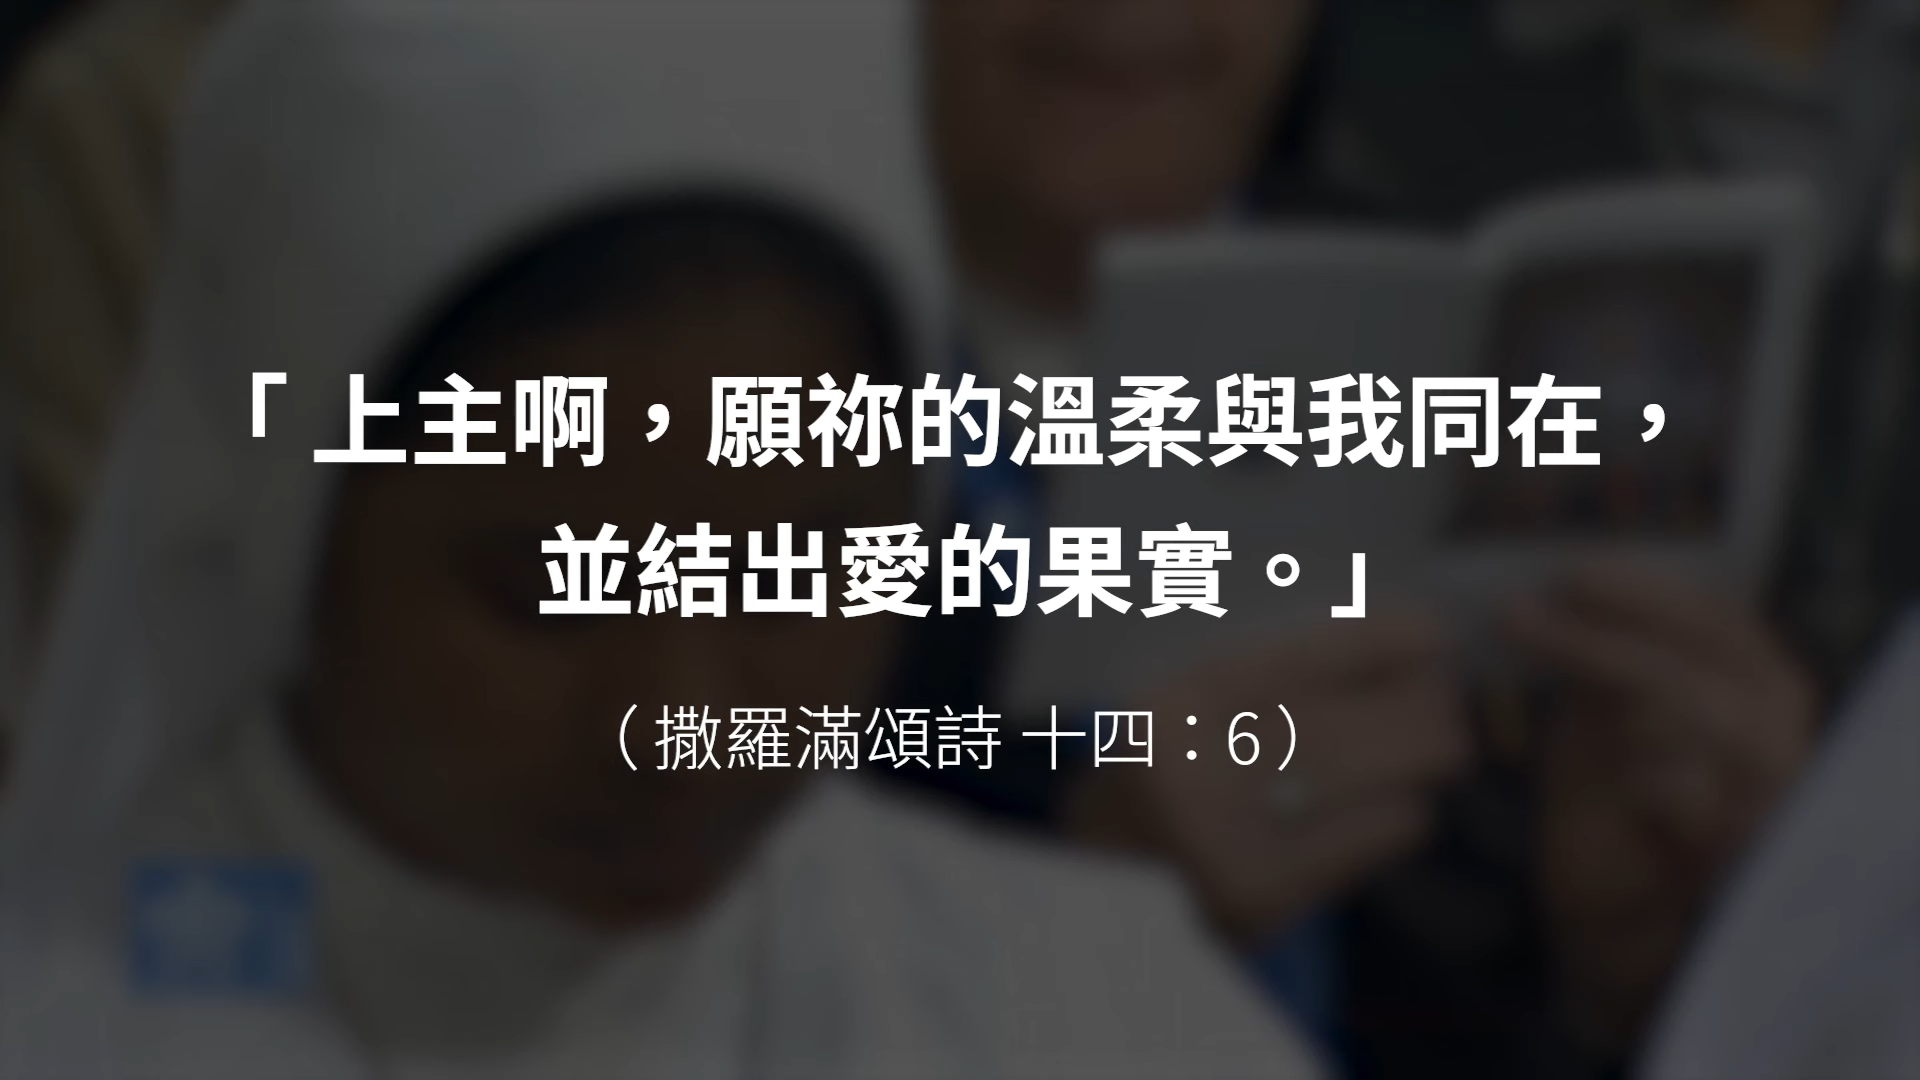 「上主啊，願祢的溫柔與我同在，
並結出愛的果實。」
（撒羅滿頌詩 十四：6）